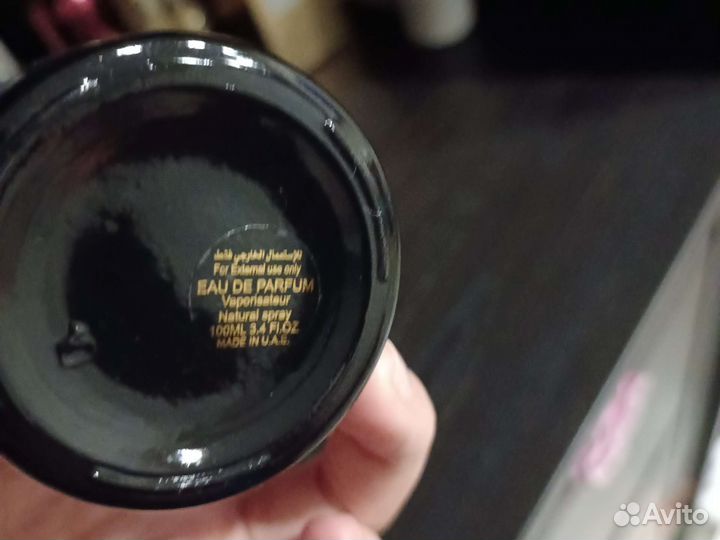 للإستعمال الخارجي فقط
For External use only
EAU DE PARFUM
Vaporisateur
Natural spray
100ML 3.4 Fl.OZ
MADE IN U.A.E.
Avito